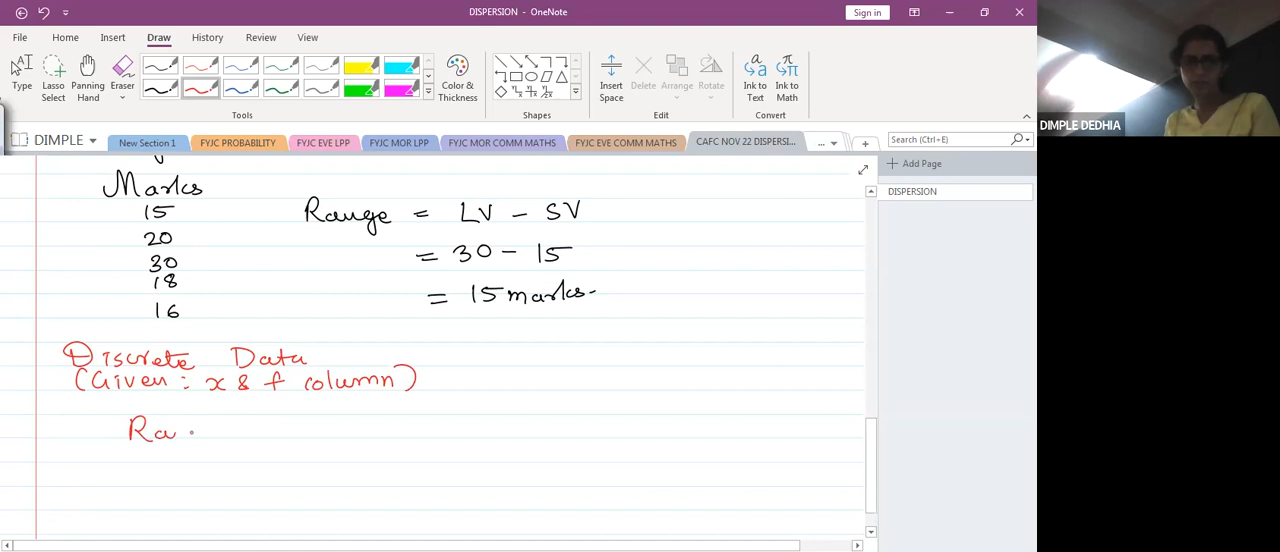 DISPERSION - OneNote
Sign in
File Home Insert Draw History Review View
Type Lasso Select Panning Hand Eraser
Color & Thickness
Insert Space Delete Arrange Rotate
Ink to Text Ink to Math
Tools Shapes Edit Convert
DIMPLE New Section 1 FYJC PROBABILITY FYJC EVE LPP FYJC MOR LPP FYJC MOR COMM MATHS FYJC EVE COMM MATHS CAFC NOV 22 DISPERSI... ... Search (Ctrl+E)
Add Page
DISPERSION
DIMPLE DEDHIA
Marks
15
20
30
18
16
Range = LV - SV
= 30 - 15
= 15 marks.
Discrete Data
(Given : x & f column)
Ra